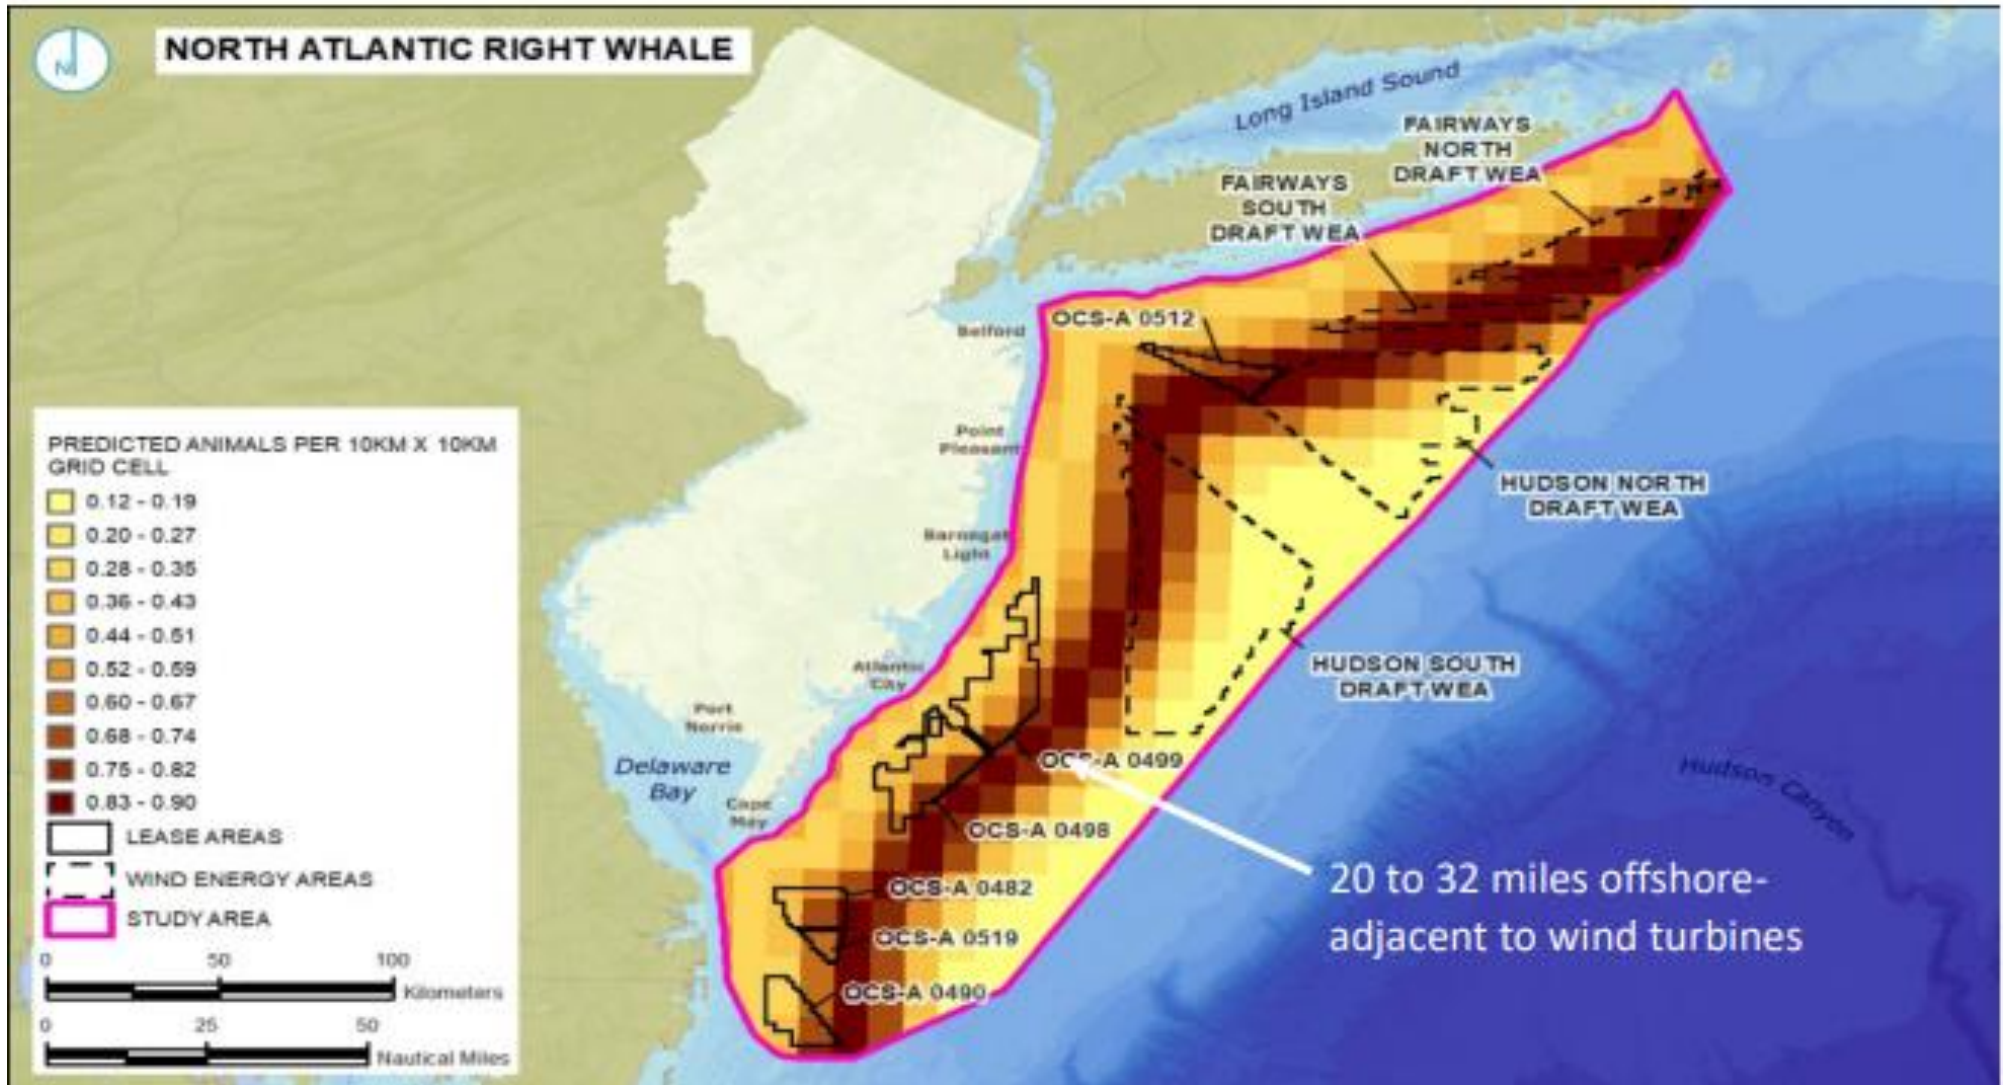 N
NORTH ATLANTIC RIGHT WHALE
Long Island Sound
FAIRWAYS
NORTH
DRAFT WEA
FAIRWAYS
SOUTH
DRAFT WEA
OCS-A 0512
Belford
Point
Pleasant
HUDSON NORTH
DRAFT WEA
Barnegat
Light
HUDSON SOUTH
DRAFT WEA
Atlantic
City
Port
Norris
OCS-A 0499
Delaware
Bay
Hudson Canyon
Cape
May
OCS-A 0498
OCS-A 0482
OCS-A 0519
OCS-A 0490
20 to 32 miles offshore-
adjacent to wind turbines
PREDICTED ANIMALS PER 10KM X 10KM
GRID CELL
0.12 - 0.19
0.20 - 0.27
0.28 - 0.35
0.36 - 0.43
0.44 - 0.51
0.52 - 0.59
0.60 - 0.67
0.68 - 0.74
0.75 - 0.82
0.83 - 0.90
LEASE AREAS
WIND ENERGY AREAS
STUDY AREA
0 50 100
Kilometers
0 25 50
Nautical Miles